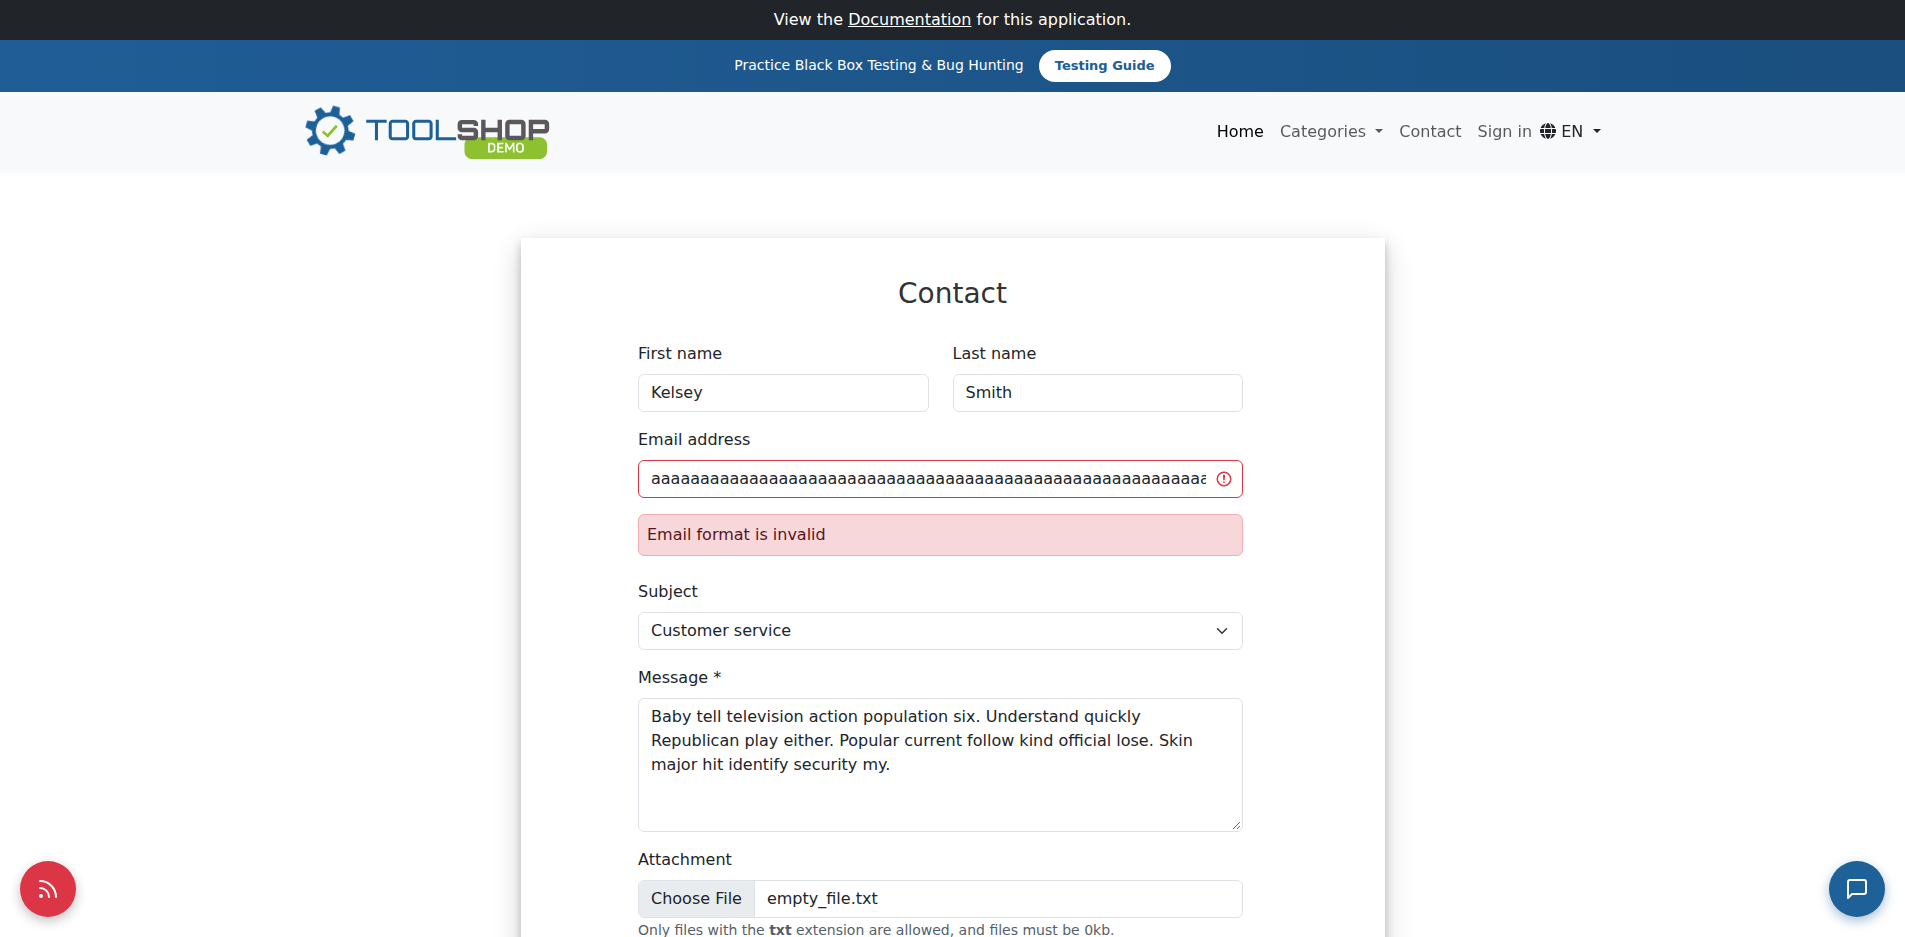 View the Documentation for this application.
Practice Black Box Testing & Bug Hunting Testing Guide
TOOLSHOP
DEMO
Home Categories Contact Sign in EN
Contact
First name Last name
Kelsey Smith
Email address
aaaaaaaaaaaaaaaaaaaaaaaaaaaaaaaaaaaaaaaaaaaaaaaaaaaaaaaaa
Email format is invalid
Subject
Customer service
Message *
Baby tell television action population six. Understand quickly
Republican play either. Popular current follow kind official lose. Skin
major hit identify security my.
Attachment
Choose File empty_file.txt
Only files with the txt extension are allowed, and files must be 0kb.